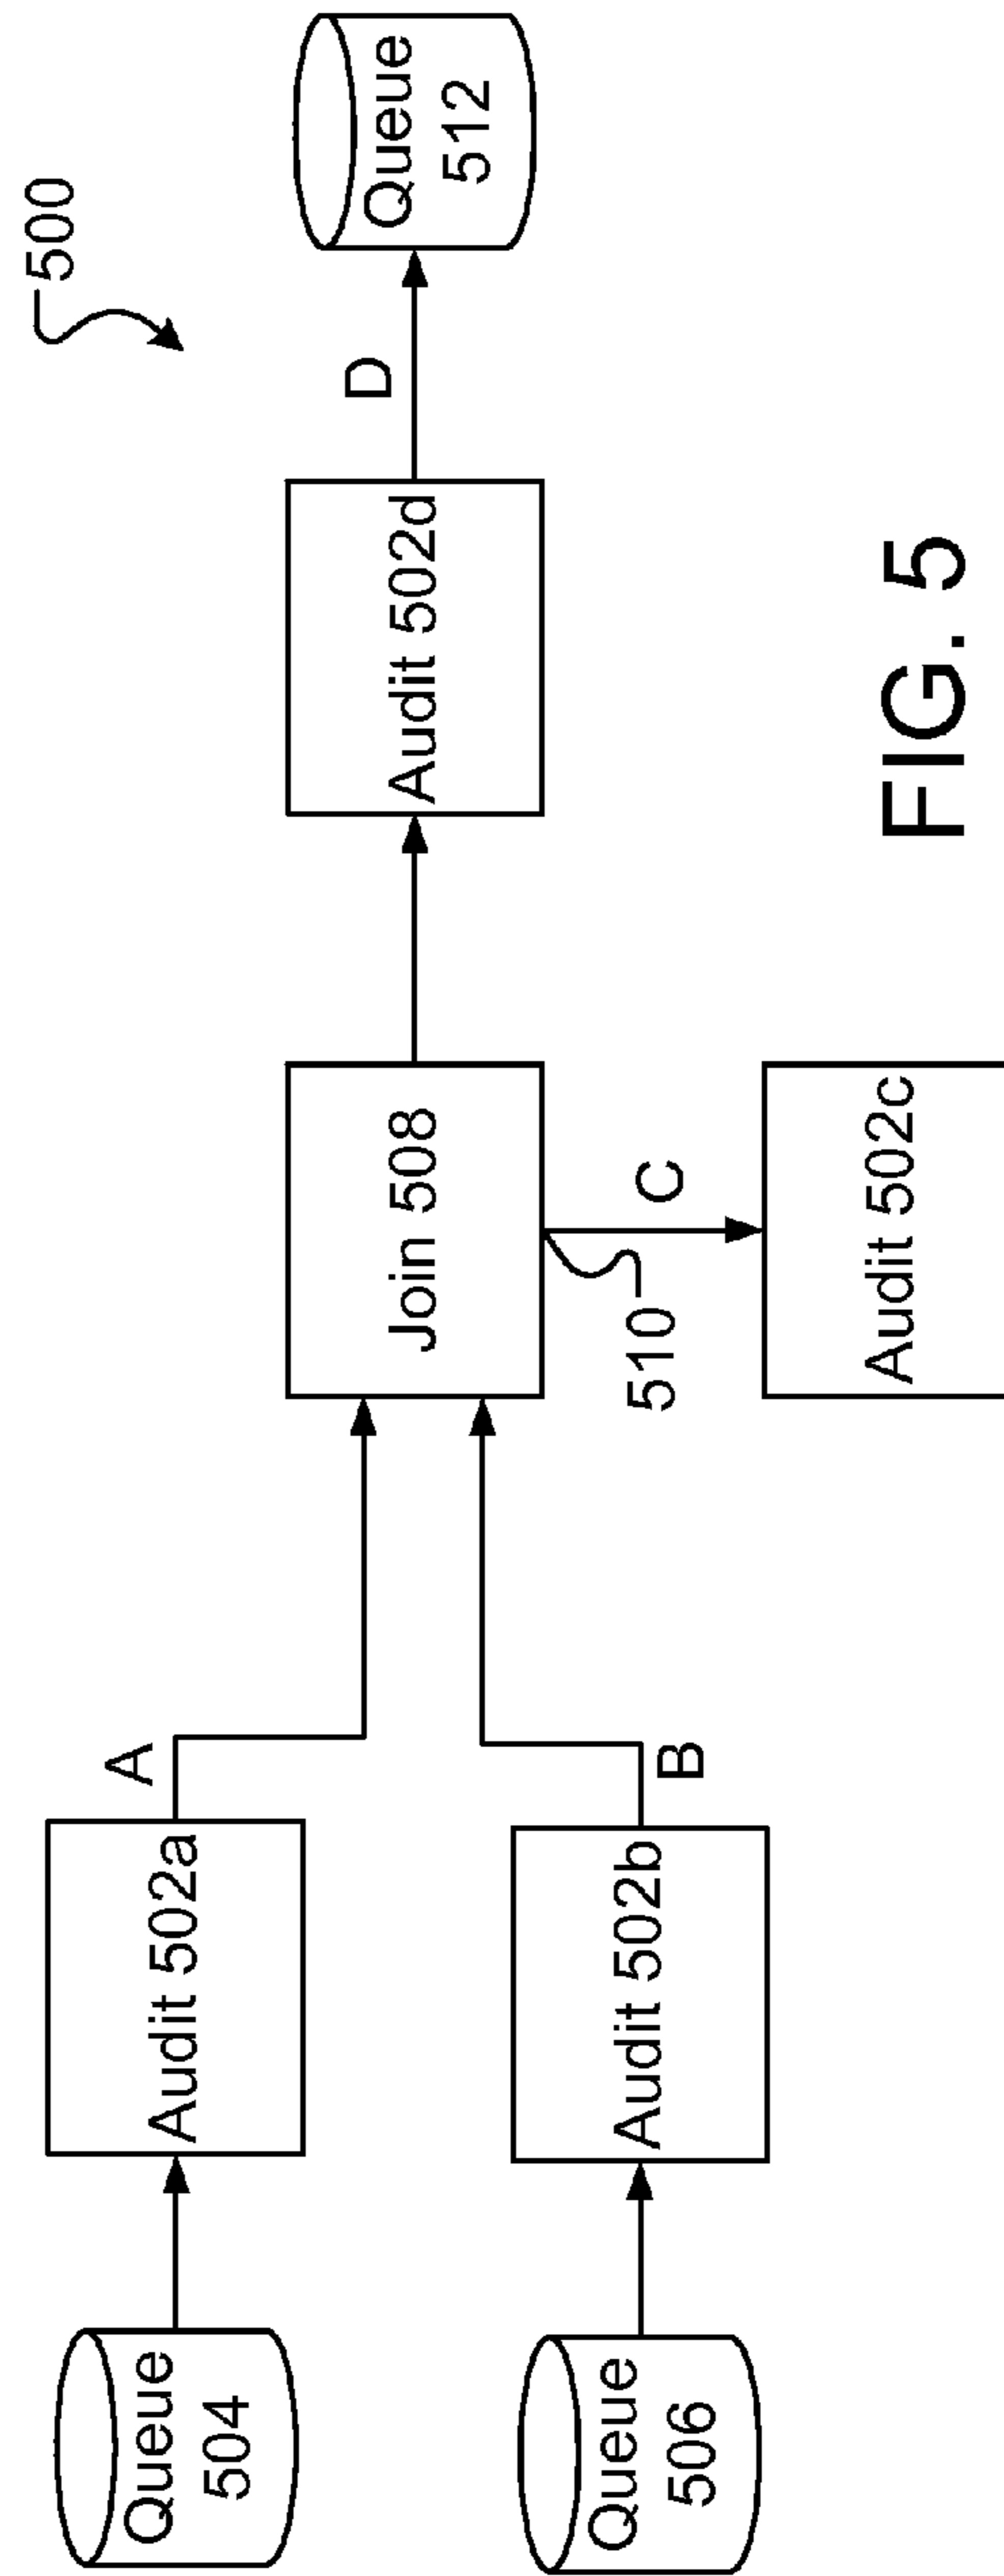 500
Queue
504
Audit 502a
A
Queue
506
Audit 502b
B
Join 508
510
C
Audit 502c
Audit 502d
D
Queue
512
FIG. 5